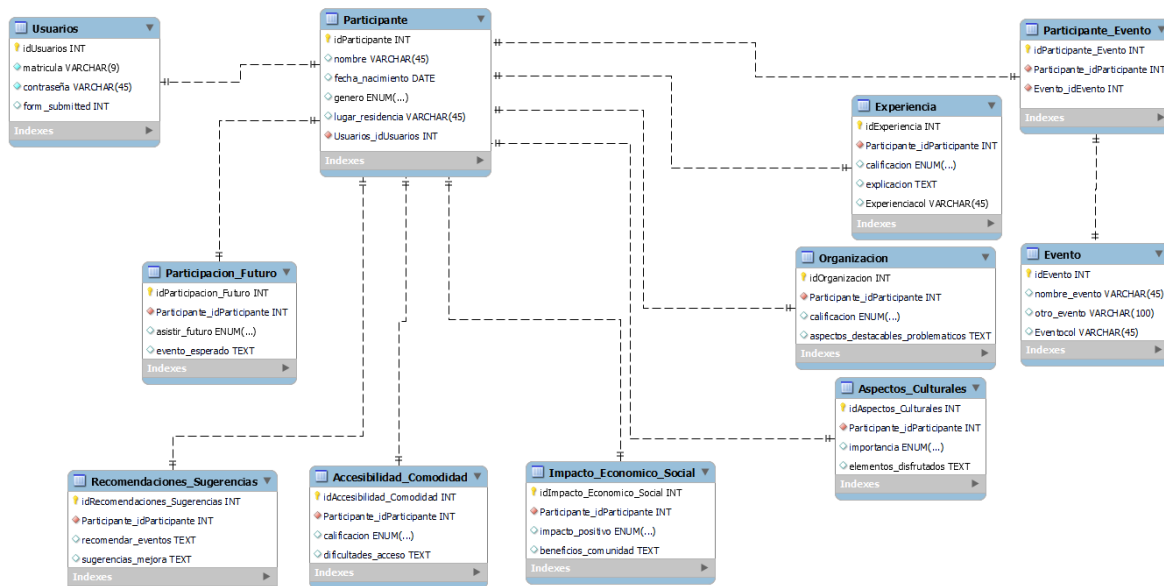 Usuarios
idUsuarios INT
matricula VARCHAR(9)
contraseña VARCHAR(45)
form_submitted INT
Indexes
Participante
idParticipante INT
nombre VARCHAR(45)
fecha_nacimiento DATE
genero ENUM(...)
lugar_residencia VARCHAR(45)
Usuarios_idUsuarios INT
Indexes
Participante_Evento
idParticipante_Evento INT
Participante_idParticipante INT
Evento_idEvento INT
Indexes
Experiencia
idExperiencia INT
Participante_idParticipante INT
calificacion ENUM(...)
explicacion TEXT
Experienciacol VARCHAR(45)
Indexes
Participacion_Futuro
idParticipacion_Futuro INT
Participante_idParticipante INT
asistir_futuro ENUM(...)
evento_esperado TEXT
Indexes
Organizacion
idOrganizacion INT
Participante_idParticipante INT
calificacion ENUM(...)
aspectos_destacables_problematicos TEXT
Indexes
Evento
idEvento INT
nombre_evento VARCHAR(45)
otro_evento VARCHAR(100)
Eventocol VARCHAR(45)
Indexes
Aspectos_Culturales
idAspectos_Culturales INT
Participante_idParticipante INT
importancia ENUM(...)
elementos_disfrutados TEXT
Indexes
Recomendaciones_Sugerencias
idRecomendaciones_Sugerencias INT
Participante_idParticipante INT
recomendar_eventos TEXT
sugerencias_mejora TEXT
Indexes
Accesibilidad_Comodidad
idAccesibilidad_Comodidad INT
Participante_idParticipante INT
calificacion ENUM(...)
dificultades_acceso TEXT
Indexes
Impacto_Economico_Social
idImpacto_Economico_Social INT
Participante_idParticipante INT
impacto_positivo ENUM(...)
beneficios_comunidad TEXT
Indexes